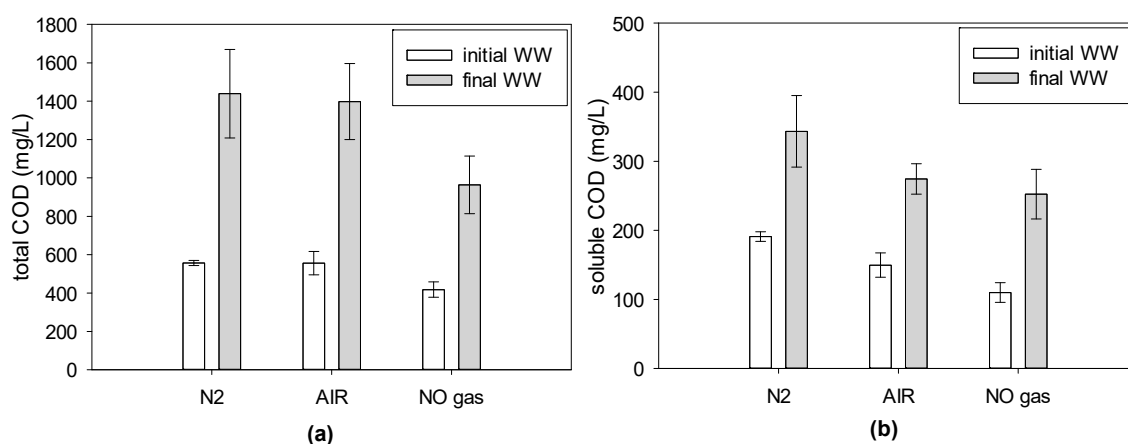 total COD (mg/L)
1800
1600
1400
1200
1000
800
600
400
200
0
initial WW
final WW
N2 AIR NO gas
(a)
soluble COD (mg/L)
500
400
300
200
100
0
initial WW
final WW
N2 AIR NO gas
(b)